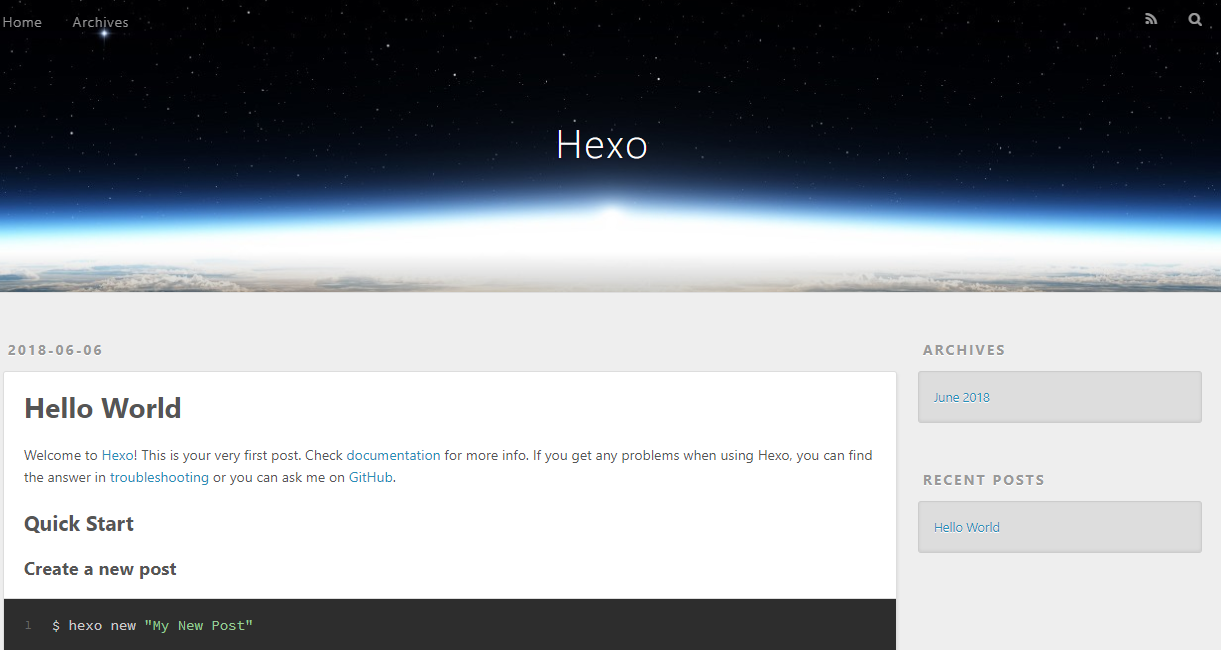 Home Archives
Hexo
2018-06-06
Hello World
Welcome to Hexo! This is your very first post. Check documentation for more info. If you get any problems when using Hexo, you can find
the answer in troubleshooting or you can ask me on GitHub.
Quick Start
Create a new post
1 $ hexo new "My New Post"
ARCHIVES
June 2018
RECENT POSTS
Hello World